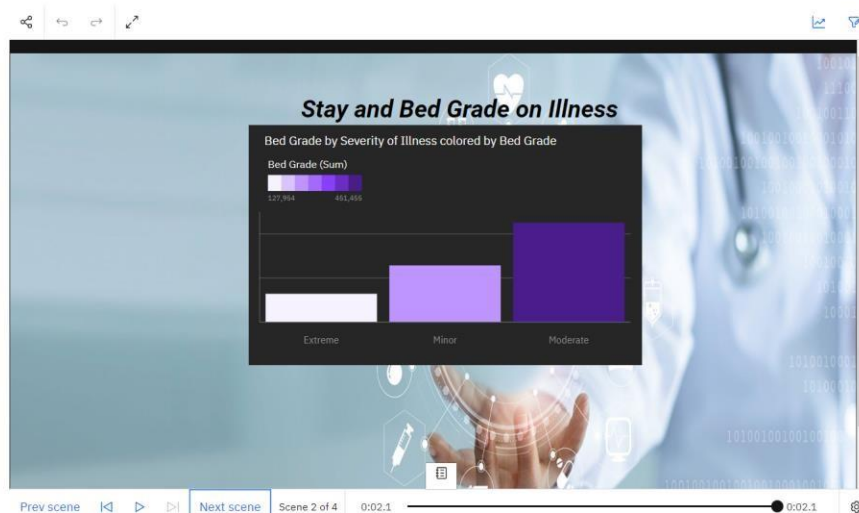 Stay and Bed Grade on Illness
Bed Grade by Severity of Illness colored by Bed Grade
Bed Grade (Sum)
127,994 451,455
Extreme Minor Moderate
Prev scene Next scene Scene 2 of 4 0:02.1 0:02.1